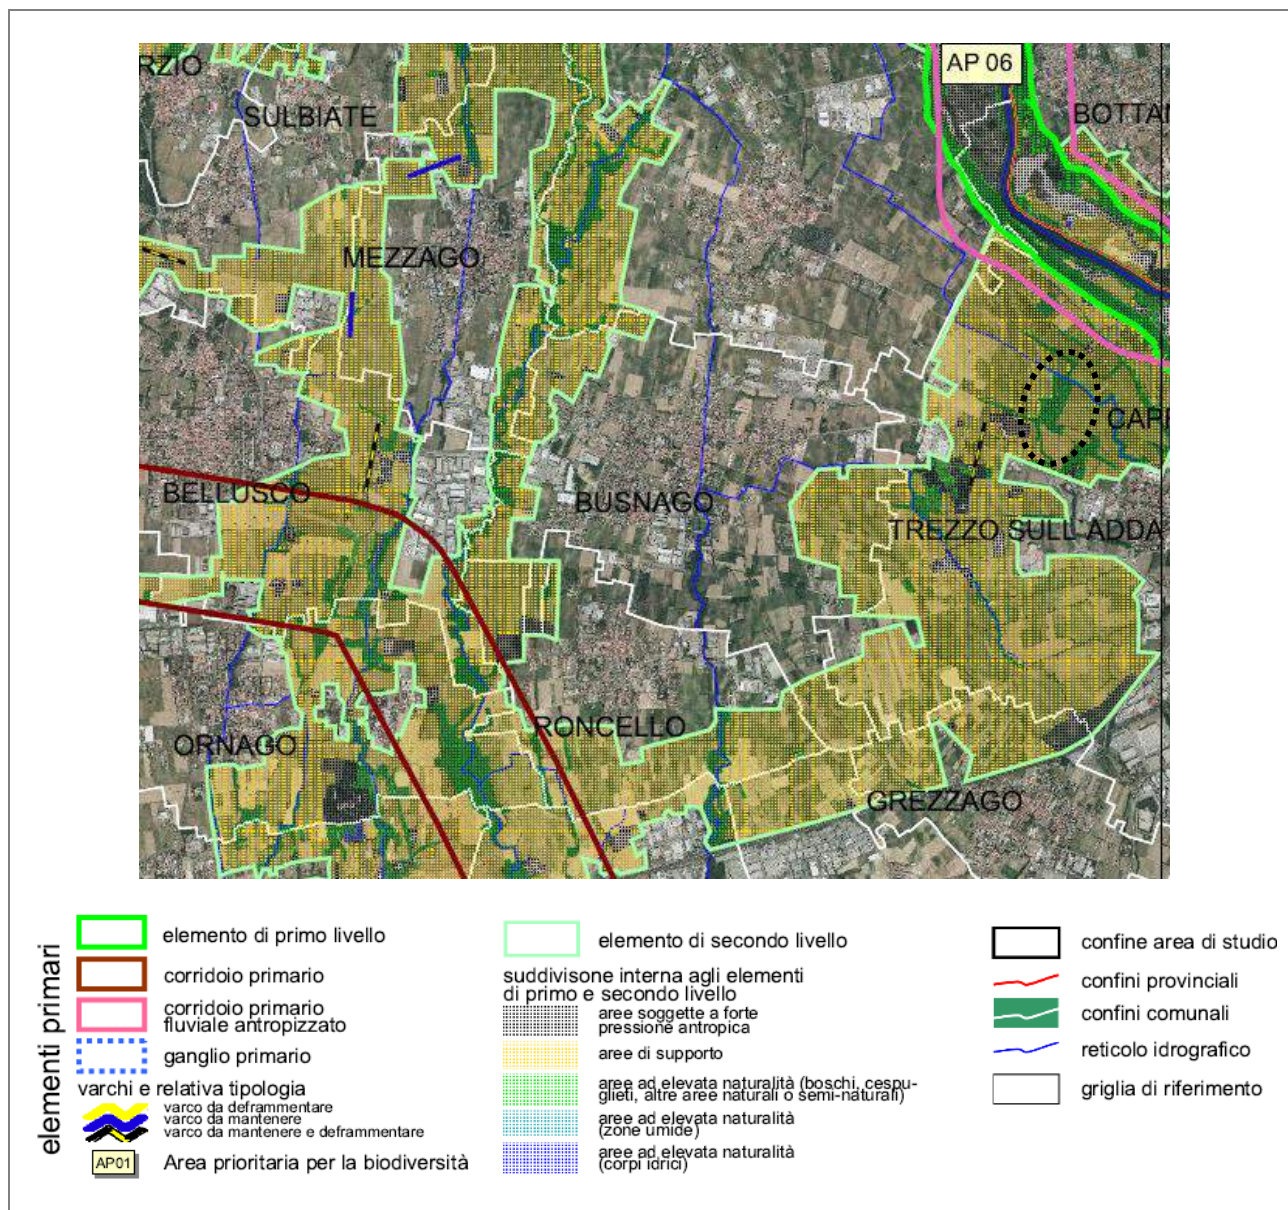 RZIO
AP 06
SULBIATE
BOTTAN
MEZZAGO
CAPR
BELLUSCO
BUSNAGO
TREZZO SULL'ADDA
RONCELLO
ORNAGO
GREZZAGO
elementi primari
elemento di primo livello
corridoio primario
corridoio primario
fluviale antropizzato
ganglio primario
varchi e relativa tipologia
varco da deframmentare
varco da mantenere
varco da mantenere e deframmentare
AP01
Area prioritaria per la biodiversità
elemento di secondo livello
suddivisone interna agli elementi
di primo e secondo livello
aree soggette a forte
pressione antropica
aree di supporto
aree ad elevata naturalità (boschi, cespu-
glieti, altre aree naturali o semi-naturali)
aree ad elevata naturalità
(zone umide)
aree ad elevata naturalità
(corpi idrici)
confine area di studio
confini provinciali
confini comunali
reticolo idrografico
griglia di riferimento